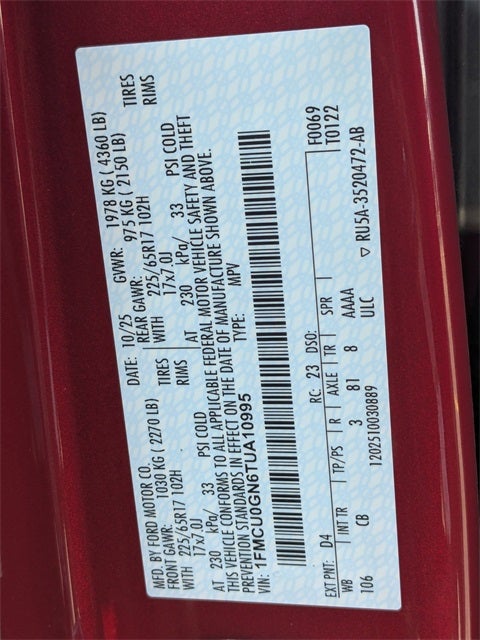 MFD. BY FORD MOTOR CO.
DATE: 10/25 GVWR: 1978 KG ( 4360 LB)
FRONT GAWR: 1030 KG ( 2270 LB) REAR GAWR: 975 KG ( 2150 LB)
WITH 225/65R17 102H TIRES WITH 225/65R17 102H TIRES
17x7.0J RIMS 17x7.0J RIMS
AT 230 kPa/ 33 PSI COLD AT 230 kPa/ 33 PSI COLD
THIS VEHICLE CONFORMS TO ALL APPLICABLE FEDERAL MOTOR VEHICLE SAFETY AND THEFT
PREVENTION STANDARDS IN EFFECT ON THE DATE OF MANUFACTURE SHOWN ABOVE.
VIN: 1FMCU0GN6TUA10995 TYPE: MPV
F0069
T0122
EXT PNT: D4 RC: 23 DSO:
WB INT TR TP/PS R AXLE TR SPR
106 CB 3 81 8 AAAA
ULC
1202510030889 ▽ RU5A-3520472-AB